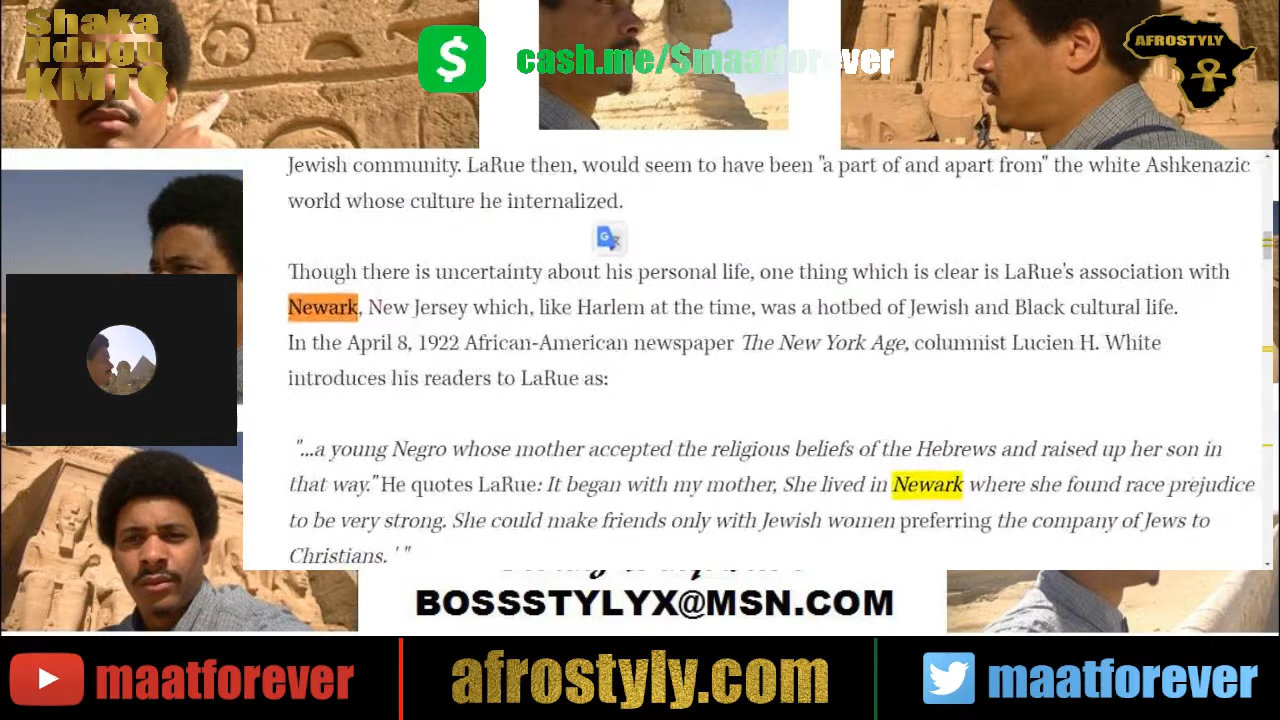 $haka
Ndugu
KMT
cash.me/$maatforever
AFROSTYLY
Jewish community. LaRue then, would seem to have been "a part of and apart from" the white Ashkenazic
world whose culture he internalized.
Though there is uncertainty about his personal life, one thing which is clear is LaRue's association with
Newark, New Jersey which, like Harlem at the time, was a hotbed of Jewish and Black cultural life.
In the April 8, 1922 African-American newspaper The New York Age, columnist Lucien H. White
introduces his readers to LaRue as:
"...a young Negro whose mother accepted the religious beliefs of the Hebrews and raised up her son in
that way." He quotes LaRue: It began with my mother, She lived in Newark where she found race prejudice
to be very strong. She could make friends only with Jewish women preferring the company of Jews to
Christians. ' "
BOSSSTYLYX@MSN.COM
maatforever
afrostyly.com
maatforever